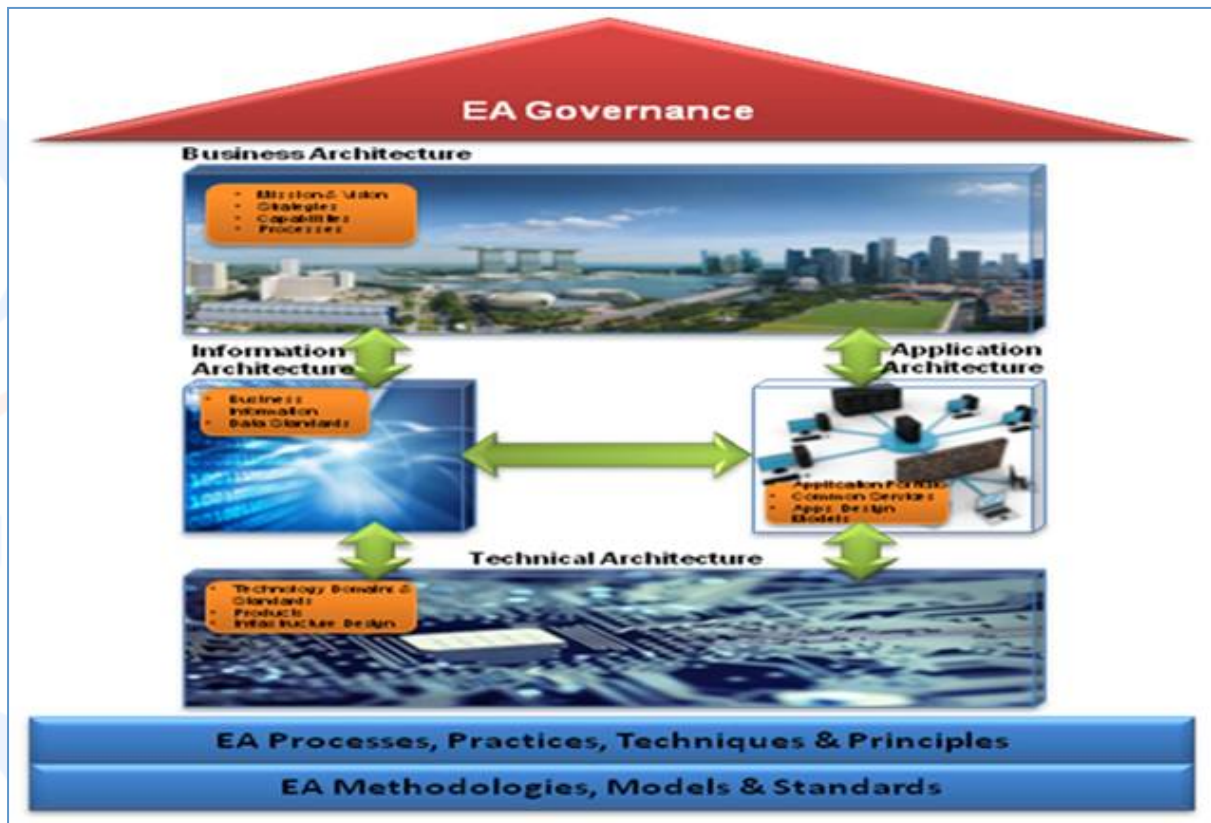 EA Governance
Business Architecture
• Mission & Vision
• Strategies
• Capabilities
• Processes
Information
Architecture
• Business
Information
• Data Standards
Application
Architecture
• Application
• Common Services
• Apps Design
Models
Technical Architecture
• Technology Domains &
Standards
• Products
• Infrastructure Design
EA Processes, Practices, Techniques & Principles
EA Methodologies, Models & Standards